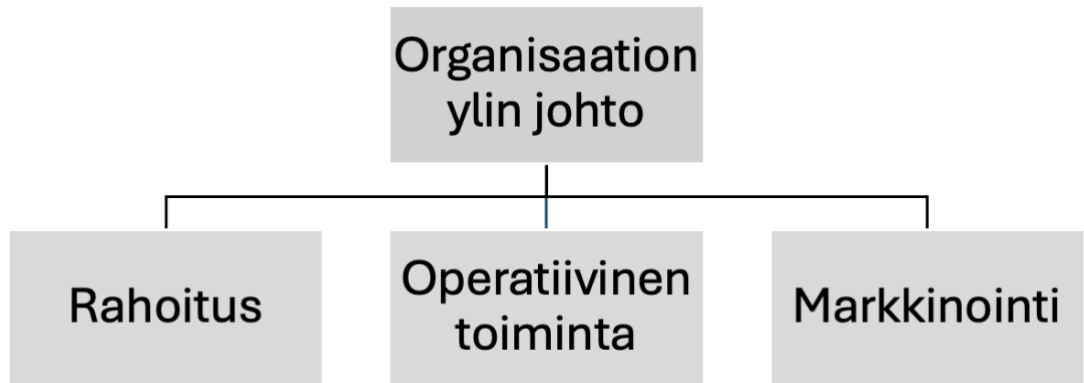 Organisaation
ylin johto
Rahoitus
Operatiivinen
toiminta
Markkinointi